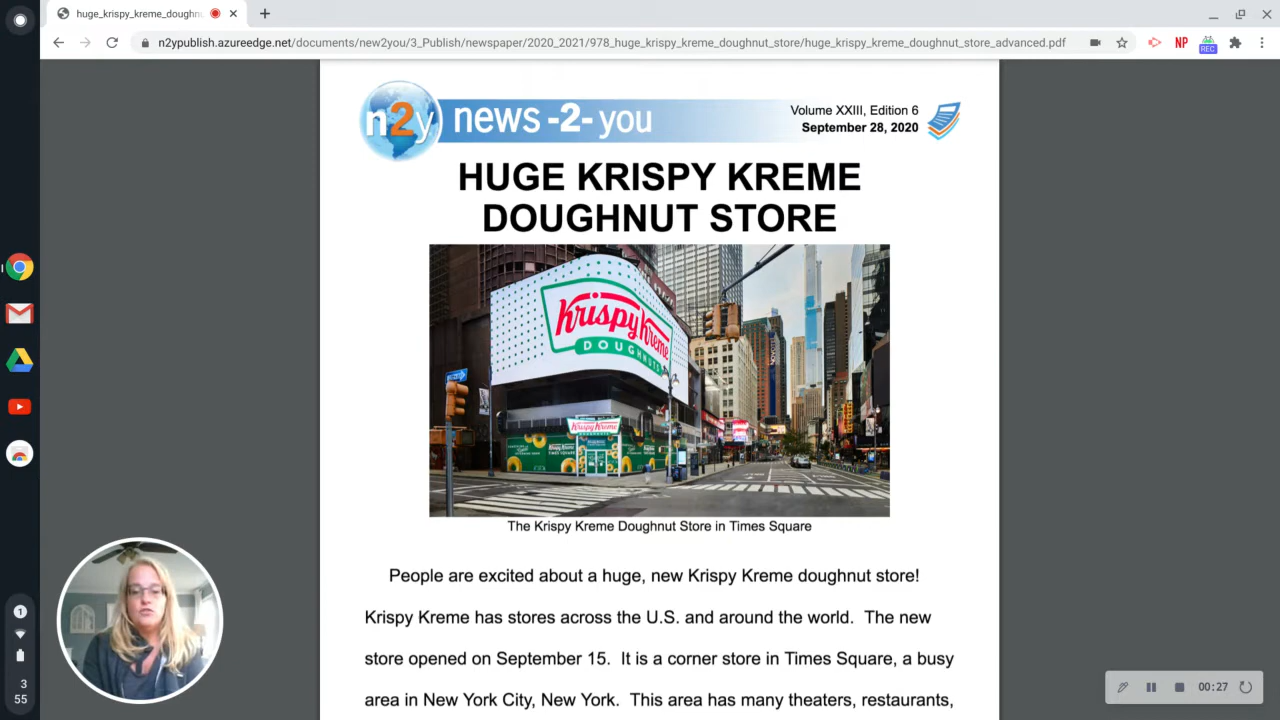 huge_krispy_kreme_doughn
n2ypublish.azureedge.net/documents/new2you/3_Publish/newspaper/2020_2021/978_huge_krispy_kreme_doughnut_store/huge_krispy_kreme_doughnut_store_advanced.pdf
NP
REC
n2y news -2- you
Volume XXIII, Edition 6
September 28, 2020
HUGE KRISPY KREME
DOUGHNUT STORE
Krispy Kreme
DOUGHNUTS
Krispy Kreme
The Krispy Kreme Doughnut Store in Times Square
People are excited about a huge, new Krispy Kreme doughnut store!
Krispy Kreme has stores across the U.S. and around the world. The new
store opened on September 15. It is a corner store in Times Square, a busy
area in New York City, New York. This area has many theaters, restaurants,
1
3
55
00:27